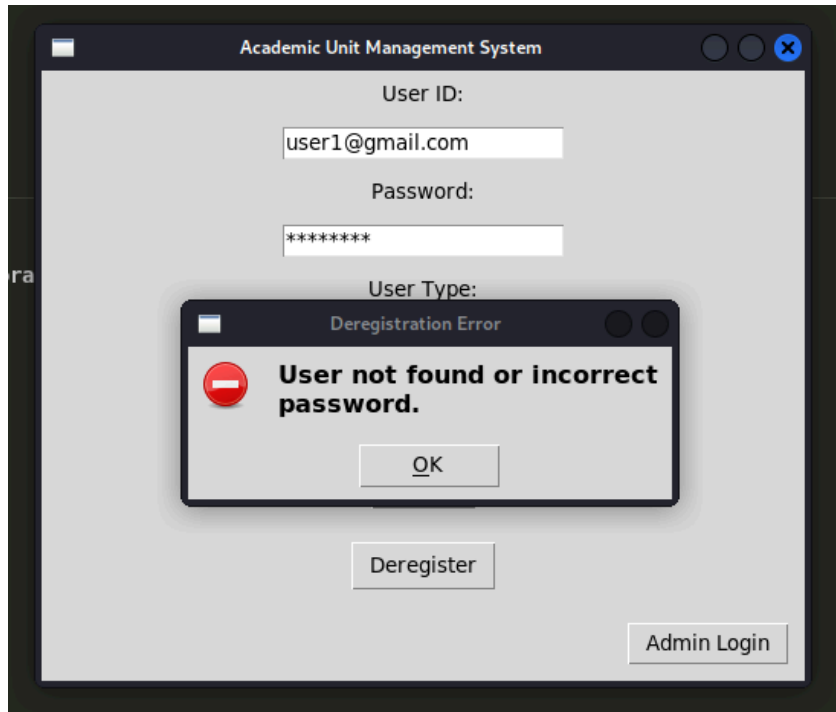 Academic Unit Management System
User ID:
user1@gmail.com
Password:
********
ora
User Type:
Deregistration Error
User not found or incorrect
password.
OK
Deregister
Admin Login